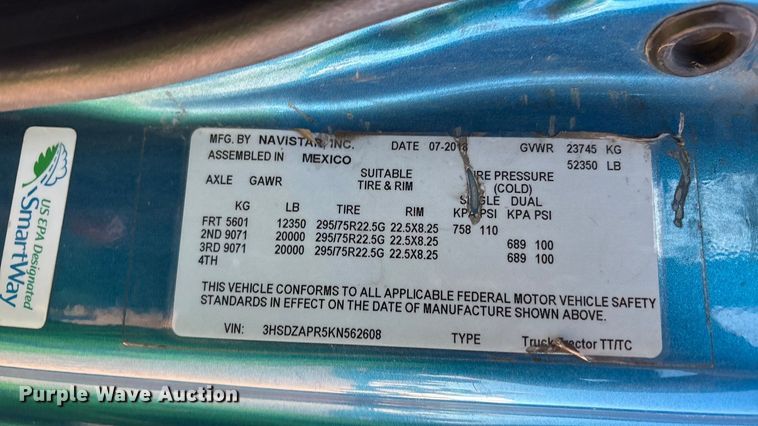 MFG. BY NAVISTAR, INC. DATE 07-2018 GVWR 23745 KG
ASSEMBLED IN MEXICO 52350 LB
AXLE GAWR SUITABLE TIRE & RIM PRESSURE (COLD)
KG LB TIRE RIM SINGLE DUAL
KPA PSI KPA PSI
FRT 5601 12350 295/75R22.5G 22.5X8.25 758 110
2ND 9071 20000 295/75R22.5G 22.5X8.25 689 100
3RD 9071 20000 295/75R22.5G 22.5X8.25 689 100
4TH
THIS VEHICLE CONFORMS TO ALL APPLICABLE FEDERAL MOTOR VEHICLE SAFETY
STANDARDS IN EFFECT ON THE DATE OF MANUFACTURE SHOWN ABOVE.
VIN: 3HSDZAPR5KN562608 TYPE Truck Tractor TT/TC
US EPA Designated
SmartWay
Purple Wave Auction